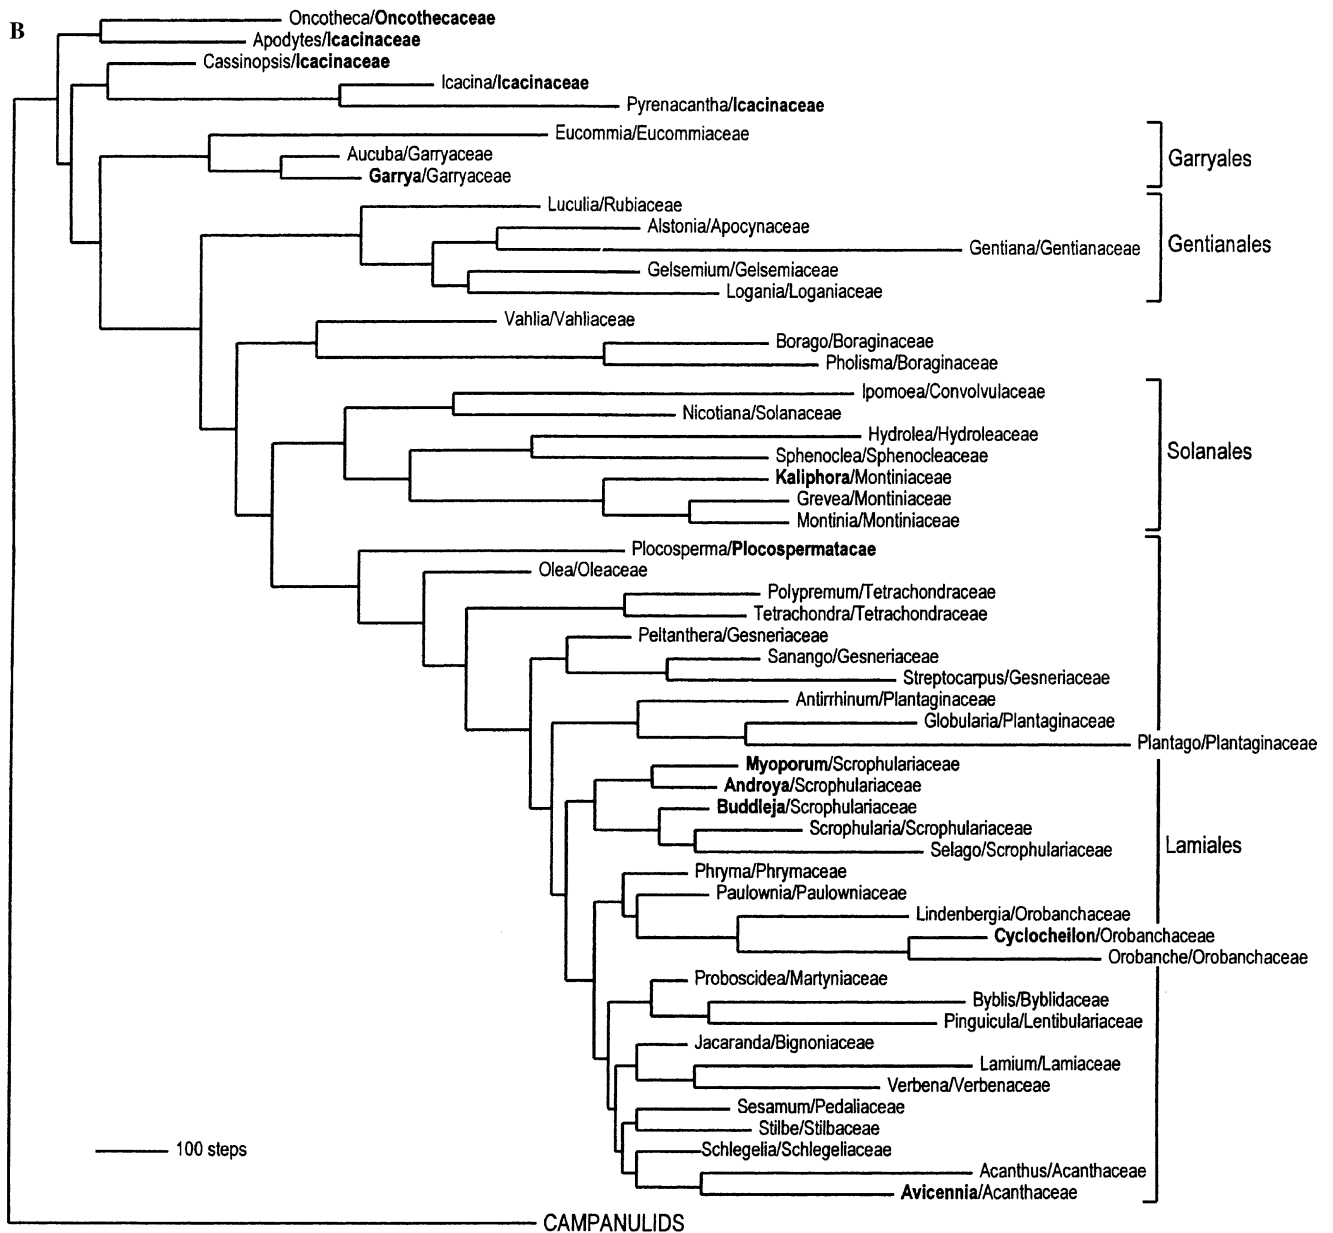 B
Oncotheca/Oncothecaceae
Apodytes/Icacinaceae
Cassinopsis/Icacinaceae
Icacina/Icacinaceae
Pyrenacantha/Icacinaceae
Eucommia/Eucommiaceae
Aucuba/Garryaceae
Garryales
Garrya/Garryaceae
Luculia/Rubiaceae
Alstonia/Apocynaceae
Gentiana/Gentianaceae
Gentianales
Gelsemium/Gelsemiaceae
Logania/Loganiaceae
Vahlia/Vahliaceae
Borago/Boraginaceae
Pholisma/Boraginaceae
Ipomoea/Convolvulaceae
Nicotiana/Solanaceae
Hydrolea/Hydroleaceae
Solanales
Sphenoclea/Sphenocleaceae
Kaliphora/Montiniaceae
Grevea/Montiniaceae
Montinia/Montiniaceae
Plocosperma/Plocospermatacae
Olea/Oleaceae
Polypremum/Tetrachondraceae
Tetrachondra/Tetrachondraceae
Peltanthera/Gesneriaceae
Sanango/Gesneriaceae
Streptocarpus/Gesneriaceae
Antirrhinum/Plantaginaceae
Globularia/Plantaginaceae
Plantago/Plantaginaceae
Myoporum/Scrophulariaceae
Androya/Scrophulariaceae
Buddleja/Scrophulariaceae
Scrophularia/Scrophulariaceae
Lamiales
Selago/Scrophulariaceae
Phryma/Phrymaceae
Paulownia/Paulowniaceae
Lindenbergia/Orobanchaceae
Cyclocheilon/Orobanchaceae
Orobanche/Orobanchaceae
Proboscidea/Martyniaceae
Byblis/Byblidaceae
Pinguicula/Lentibulariaceae
Jacaranda/Bignoniaceae
Lamium/Lamiaceae
Verbena/Verbenaceae
Sesamum/Pedaliaceae
Stilbe/Stilbaceae
100 steps
Schlegelia/Schlegeliaceae
Acanthus/Acanthaceae
Avicennia/Acanthaceae
CAMPANULIDS